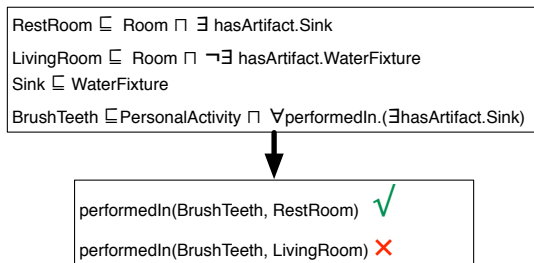 RestRoom ⊑ Room ⊓ ∃ hasArtifact.Sink
LivingRoom ⊑ Room ⊓ ¬∃ hasArtifact.WaterFixture
Sink ⊑ WaterFixture
BrushTeeth ⊑PersonalActivity ⊓ ∀performedIn.(∃hasArtifact.Sink)
performedIn(BrushTeeth, RestRoom) √
performedIn(BrushTeeth, LivingRoom) ×